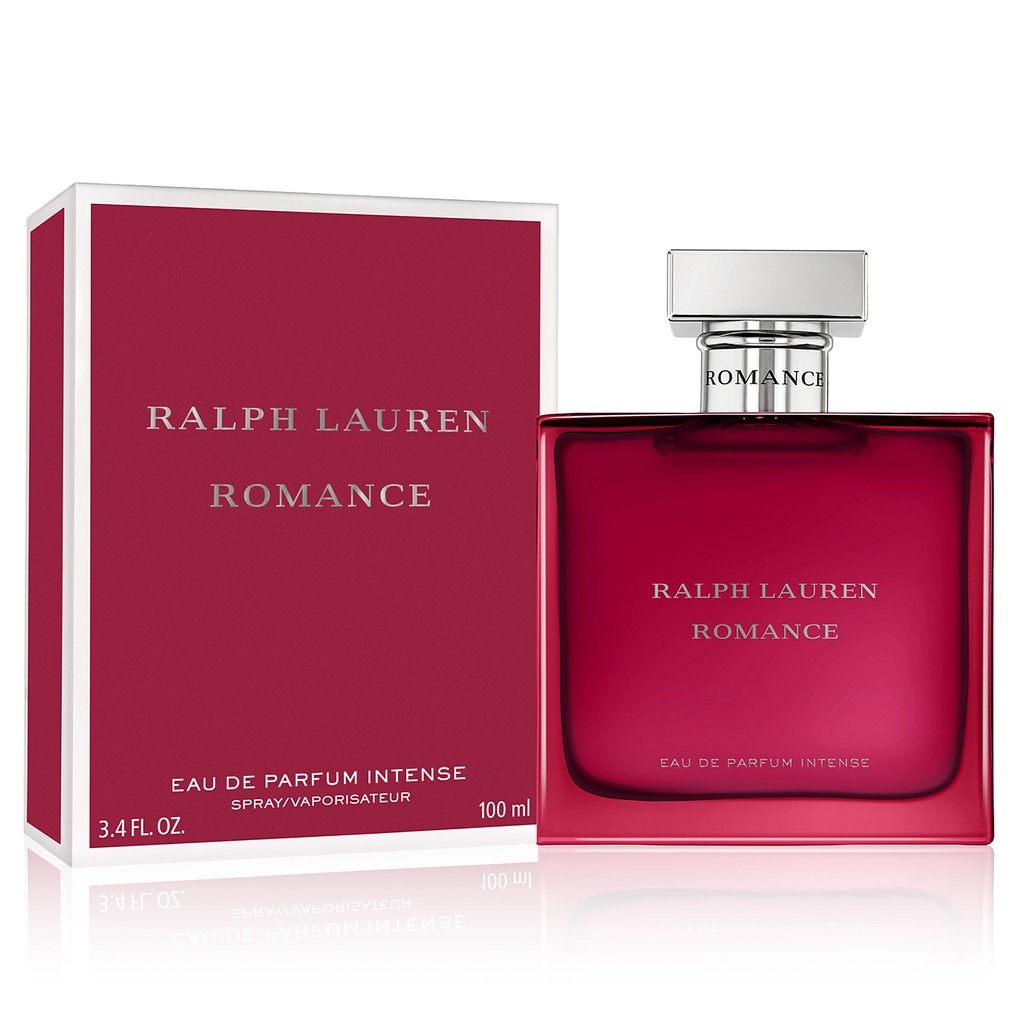 RALPH LAUREN
ROMANCE
EAU DE PARFUM INTENSE
SPRAY/VAPORISATEUR
3.4 FL. OZ.
100 ml
ROMANCE
RALPH LAUREN
ROMANCE
EAU DE PARFUM INTENSE